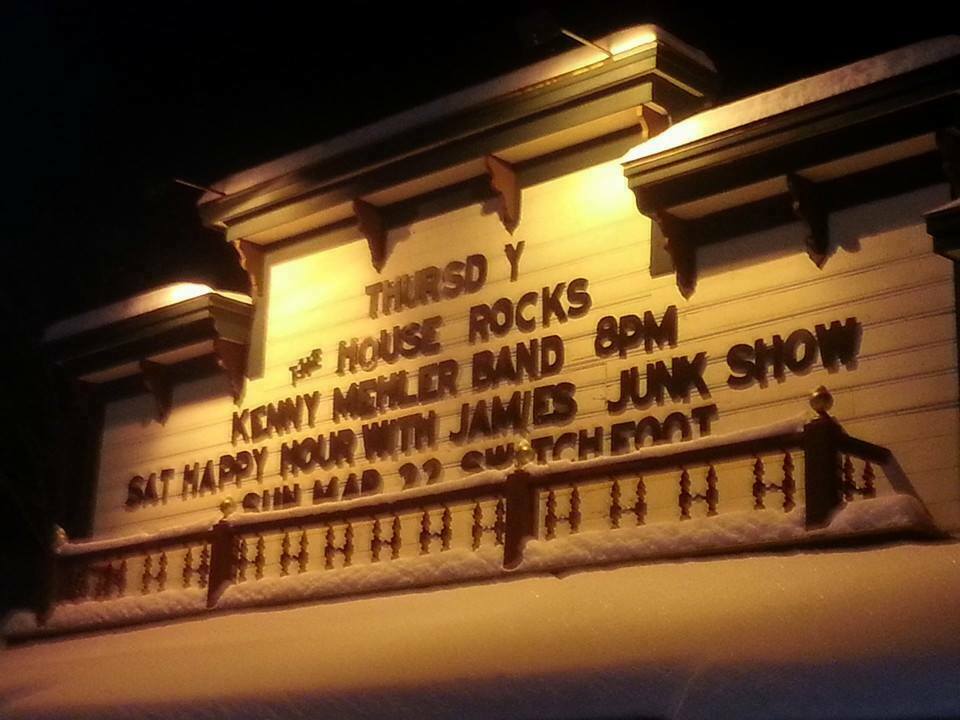 THURSD Y
THE HOUSE ROCKS
KENNY MEHLER BAND 8PM
SAT HAPPY HOUR WITH JAMIES JUNK SHOW
SUN MAR 22 SWITCHFOOT